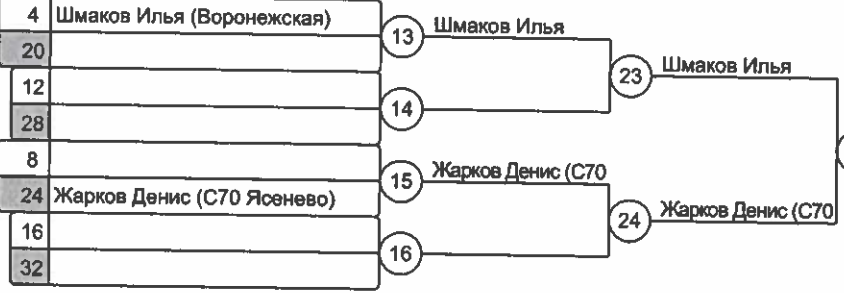 4 Шмаков Илья (Воронежская)
20
13 Шмаков Илья
12
28
14
23 Шмаков Илья
8
24 Жарков Денис (С70 Ясенево)
15 Жарков Денис (С70
16
32
16
24 Жарков Денис (С70